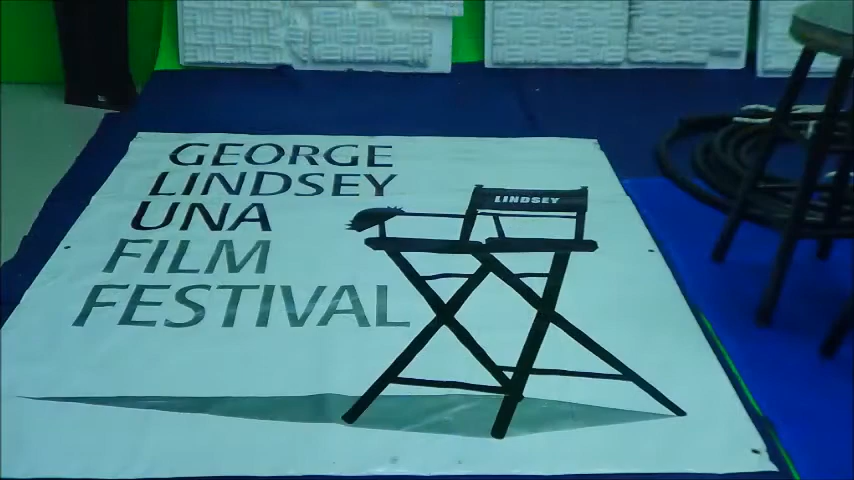 GEORGE
LINDSEY
UNA
FILM
FESTIVAL
LINDSEY